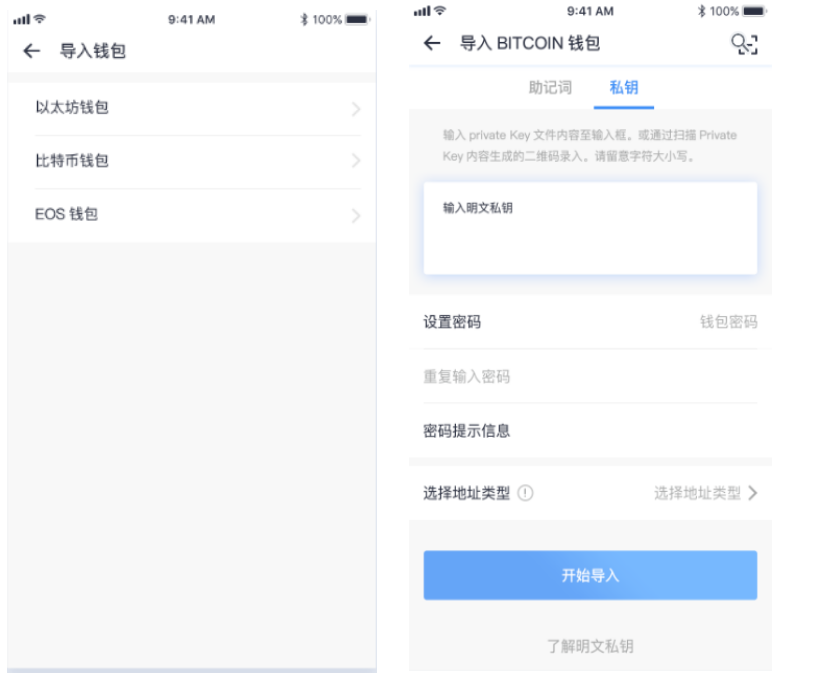 9:41 AM
100%
导入钱包
以太坊钱包
比特币钱包
EOS 钱包
9:41 AM
100%
导入 BITCOIN 钱包
助记词
私钥
输入 private Key 文件内容至输入框。或通过扫描 Private
Key 内容生成的二维码录入。请留意字符大小写。
输入明文私钥
设置密码
钱包密码
重复输入密码
密码提示信息
选择地址类型
选择地址类型
开始导入
了解明文私钥